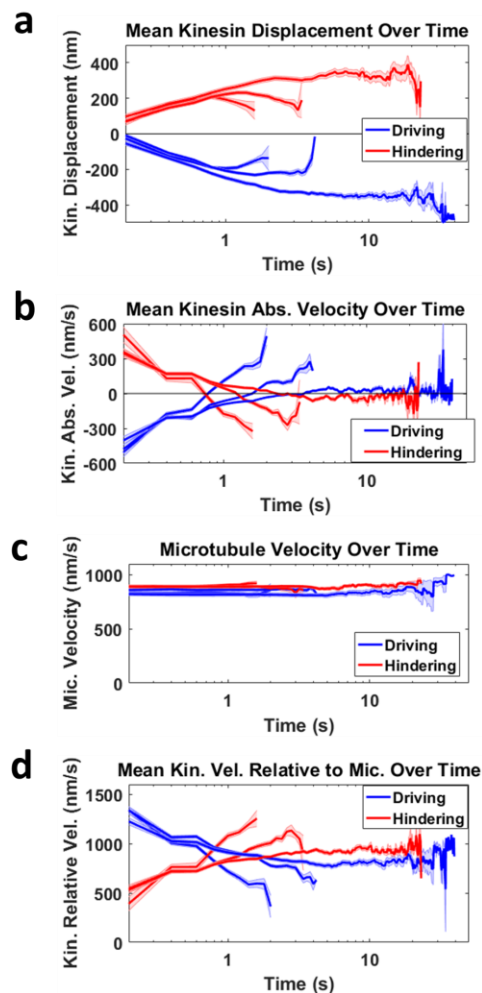 a
Mean Kinesin Displacement Over Time
Kin. Displacement (nm)
400
200
0
-200
-400
Driving
Hindering
1
10
Time (s)
b
Mean Kinesin Abs. Velocity Over Time
Kin. Abs. Vel. (nm/s)
600
300
0
-300
-600
Driving
Hindering
1
10
Time (s)
c
Microtubule Velocity Over Time
Mic. Velocity (nm/s)
1000
500
0
Driving
Hindering
1
10
Time (s)
d
Mean Kin. Vel. Relative to Mic. Over Time
Kin. Relative Vel. (nm/s)
1500
1000
500
0
Driving
Hindering
1
10
Time (s)